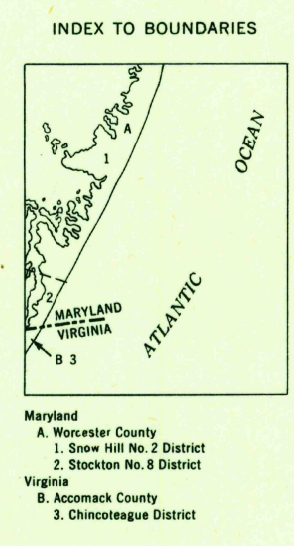 INDEX TO BOUNDARIES
A
1
OCEAN
2
MARYLAND
VIRGINIA
ATLANTIC
B 3
Maryland
A. Worcester County
1. Snow Hill No. 2 District
2. Stockton No. 8 District
Virginia
B. Accomack County
3. Chincoteague District